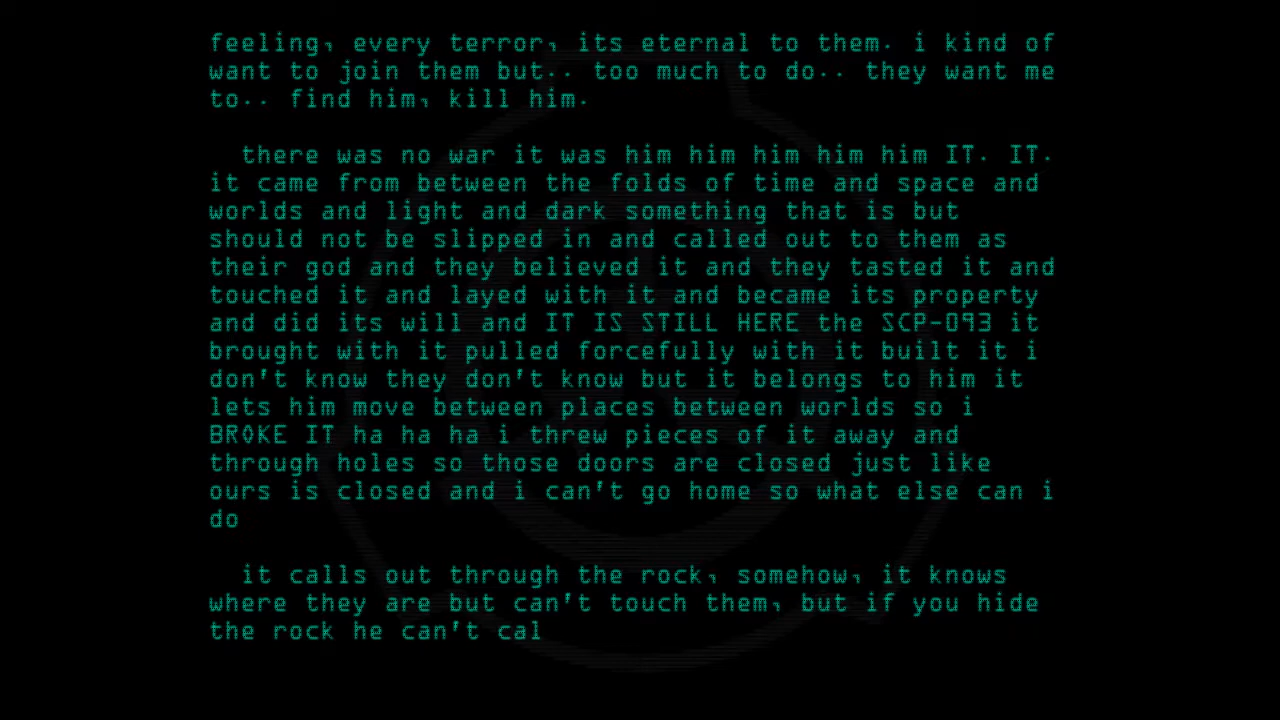 feeling, every terror, its eternal to them. i kind of
want to join them but.. too much to do.. they want me
to.. find him, kill him.
there was no war it was him him him him him IT. IT.
it came from between the folds of time and space and
worlds and light and dark something that is but
should not be slipped in and called out to them as
their god and they believed it and they tasted it and
touched it and layed with it and became its property
and did its will and IT IS STILL HERE the SCP-093 it
brought with it pulled forcefully with it built it i
don't know they don't know but it belongs to him it
lets him move between places between worlds so i
BROKE IT ha ha ha i threw pieces of it away and
through holes so those doors are closed just like
ours is closed and i can't go home so what else can i
do
it calls out through the rock, somehow, it knows
where they are but can't touch them, but if you hide
the rock he can't cal